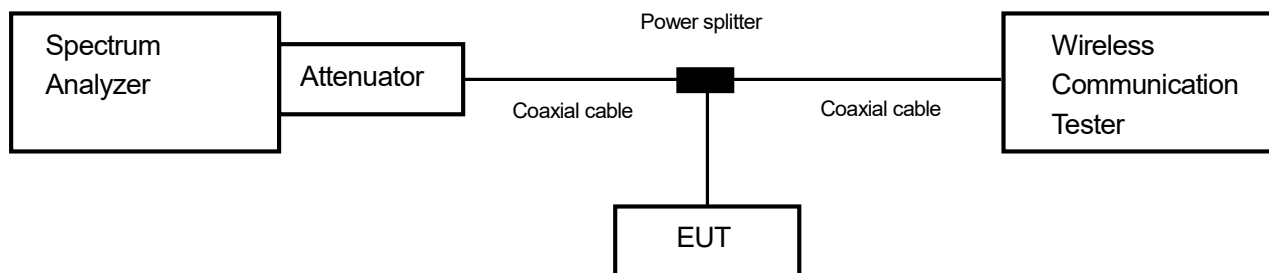 Power splitter
Spectrum
Analyzer
Attenuator
Coaxial cable
Coaxial cable
Wireless
Communication
Tester
EUT